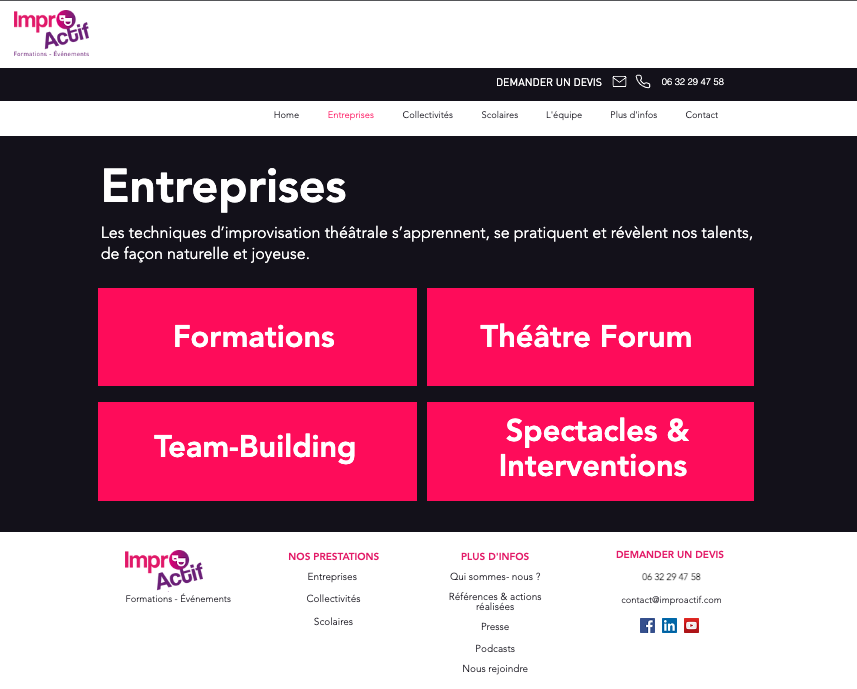 Impro
Actif
Formations - Événements
DEMANDER UN DEVIS 06 32 29 47 58
Home Entreprises Collectivités Scolaires L'équipe Plus d'infos Contact
Entreprises
Les techniques d’improvisation théâtrale s’apprennent, se pratiquent et révèlent nos talents,
de façon naturelle et joyeuse.
Formations
Théâtre Forum
Team-Building
Spectacles &
Interventions
Impro
Actif
Formations - Événements
NOS PRESTATIONS
Entreprises
Collectivités
Scolaires
PLUS D'INFOS
Qui sommes- nous ?
Références & actions
réalisées
Presse
Podcasts
Nous rejoindre
DEMANDER UN DEVIS
06 32 29 47 58
contact@improactif.com